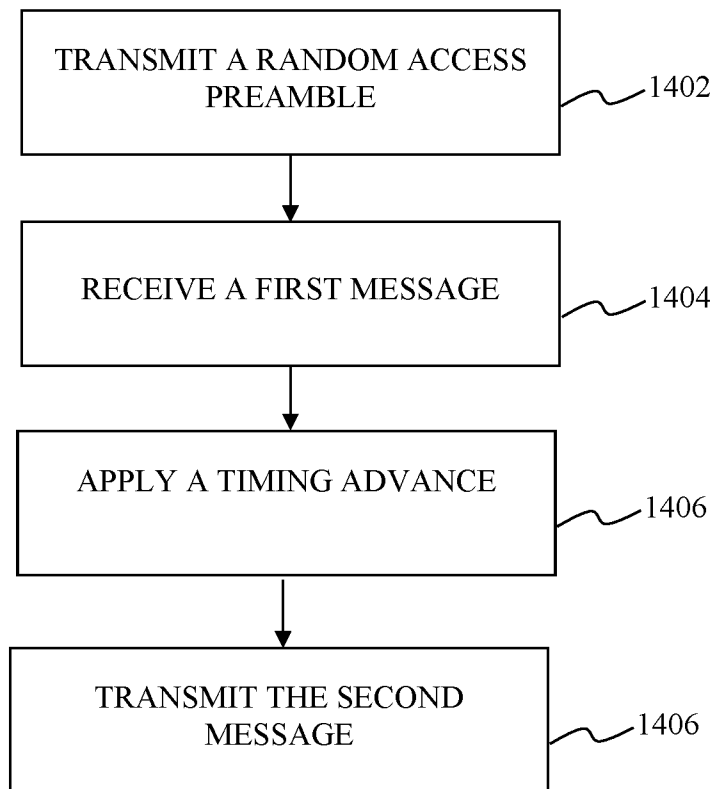 TRANSMIT A RANDOM ACCESS
PREAMBLE
1402
RECEIVE A FIRST MESSAGE
1404
APPLY A TIMING ADVANCE
1406
TRANSMIT THE SECOND
MESSAGE
1406